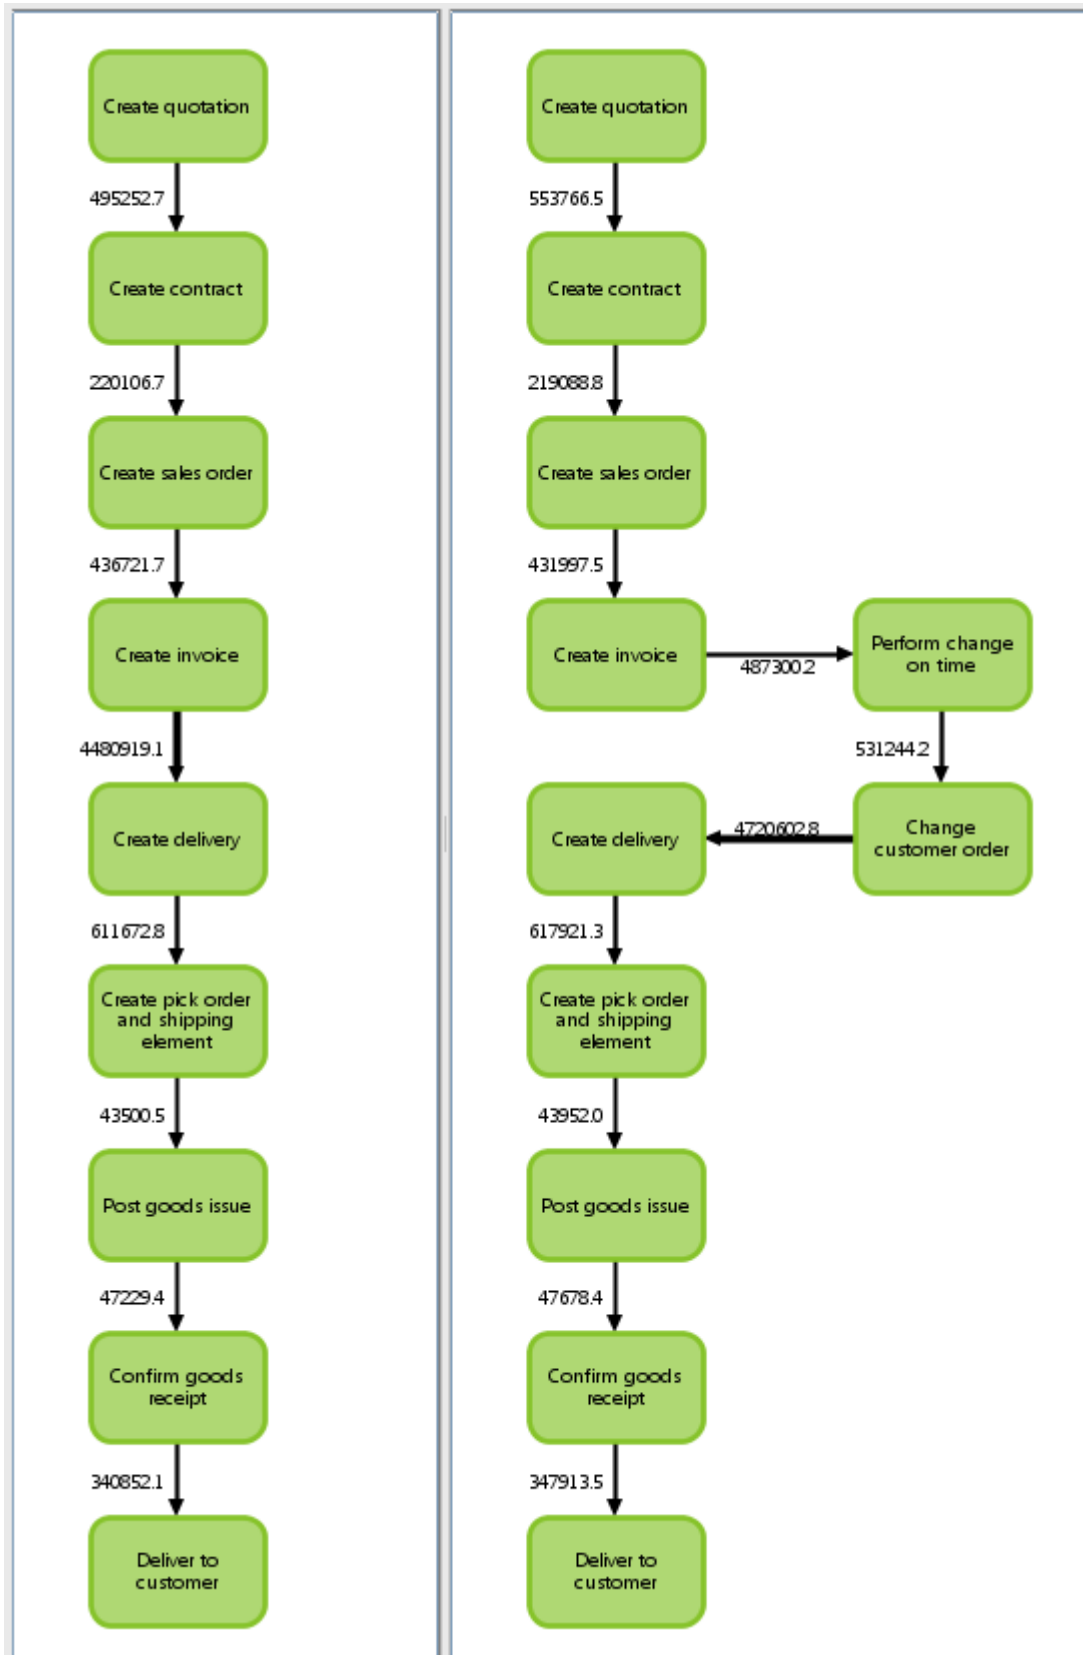 Create quotation
495252.7
Create contract
220106.7
Create sales order
436721.7
Create invoice
4480919.1
Create delivery
611672.8
Create pick order
and shipping
element
43500.5
Post goods issue
47229.4
Confirm goods
receipt
340852.1
Deliver to
customer
Create quotation
553766.5
Create contract
219088.8
Create sales order
431997.5
Create invoice
487300.2
Perform change
on time
531244.2
Change
customer order
4720602.8
Create delivery
617921.3
Create pick order
and shipping
element
43952.0
Post goods issue
47678.4
Confirm goods
receipt
347913.5
Deliver to
customer